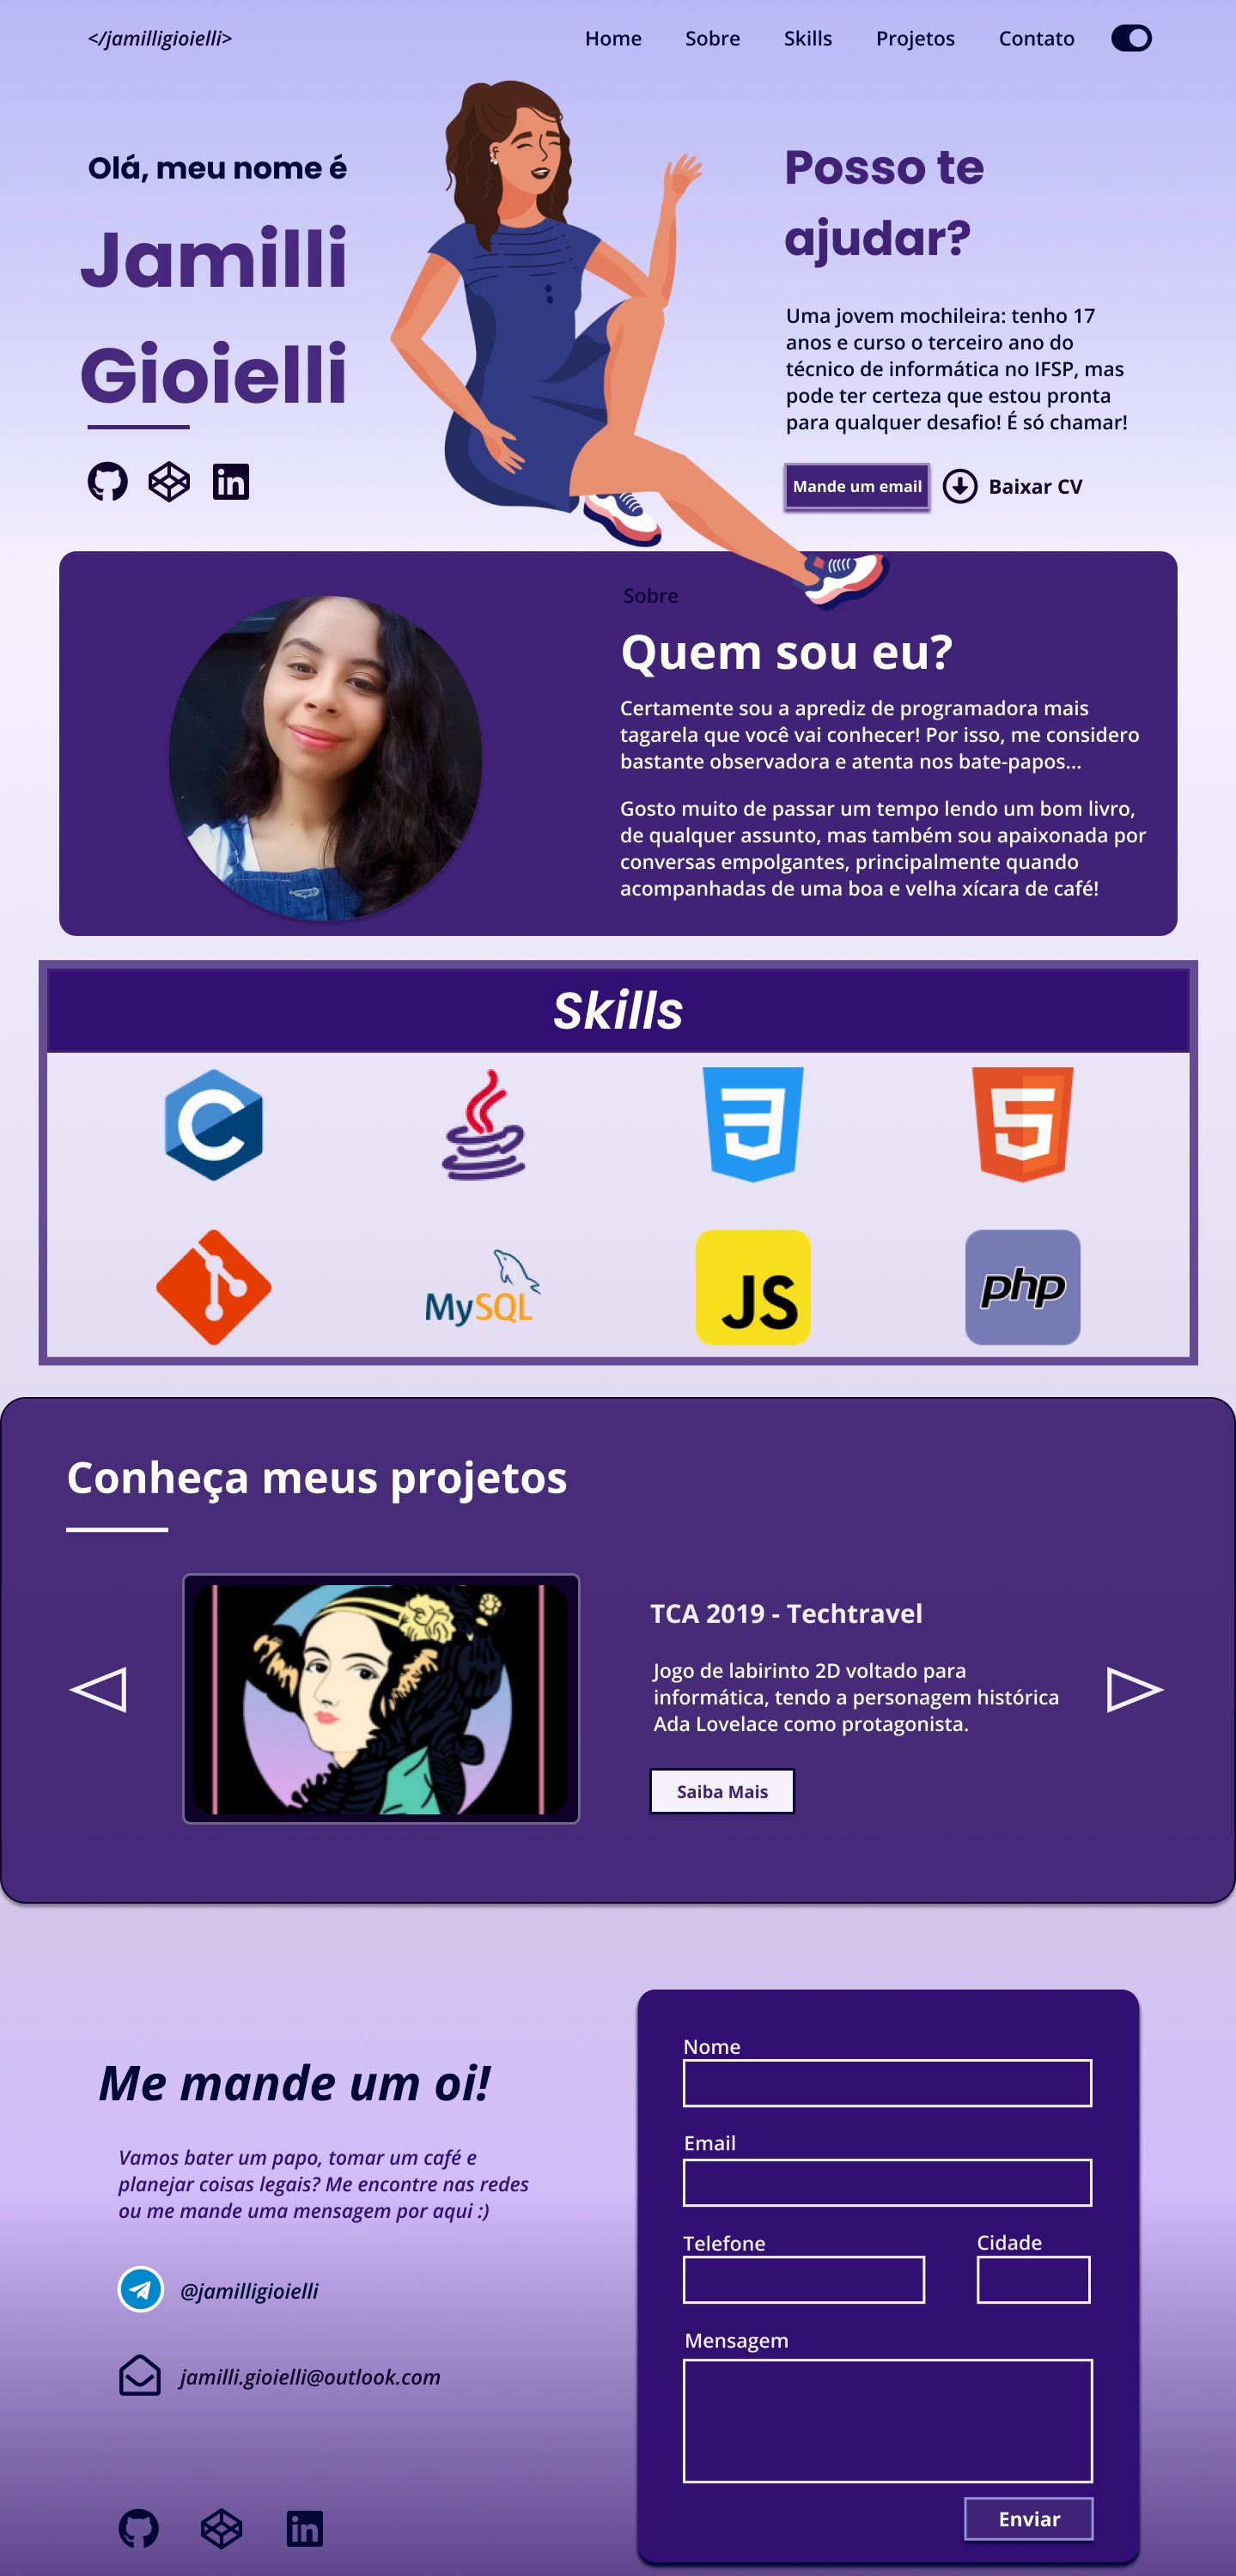 </jamilligioielli>
Home Sobre Skills Projetos Contato
Olá, meu nome é
Jamilli
Gioielli
Posso te
ajudar?
Uma jovem mochileira: tenho 17
anos e curso o terceiro ano do
técnico de informática no IFSP, mas
pode ter certeza que estou pronta
para qualquer desafio! É só chamar!
Mande um email
Baixar CV
Sobre
Quem sou eu?
Certamente sou a aprediz de programadora mais
tagarela que você vai conhecer! Por isso, me considero
bastante observadora e atenta nos bate-papos...
Gosto muito de passar um tempo lendo um bom livro,
de qualquer assunto, mas também sou apaixonada por
conversas empolgantes, principalmente quando
acompanhadas de uma boa e velha xícara de café!
Skills
C
3
5
MySQL
JS
php
Conheça meus projetos
TCA 2019 - Techtravel
Jogo de labirinto 2D voltado para
informática, tendo a personagem histórica
Ada Lovelace como protagonista.
Saiba Mais
Me mande um oi!
Vamos bater um papo, tomar um café e
planejar coisas legais? Me encontre nas redes
ou me mande uma mensagem por aqui :)
@jamilligioielli
jamilli.gioielli@outlook.com
Nome
Email
Telefone
Cidade
Mensagem
Enviar